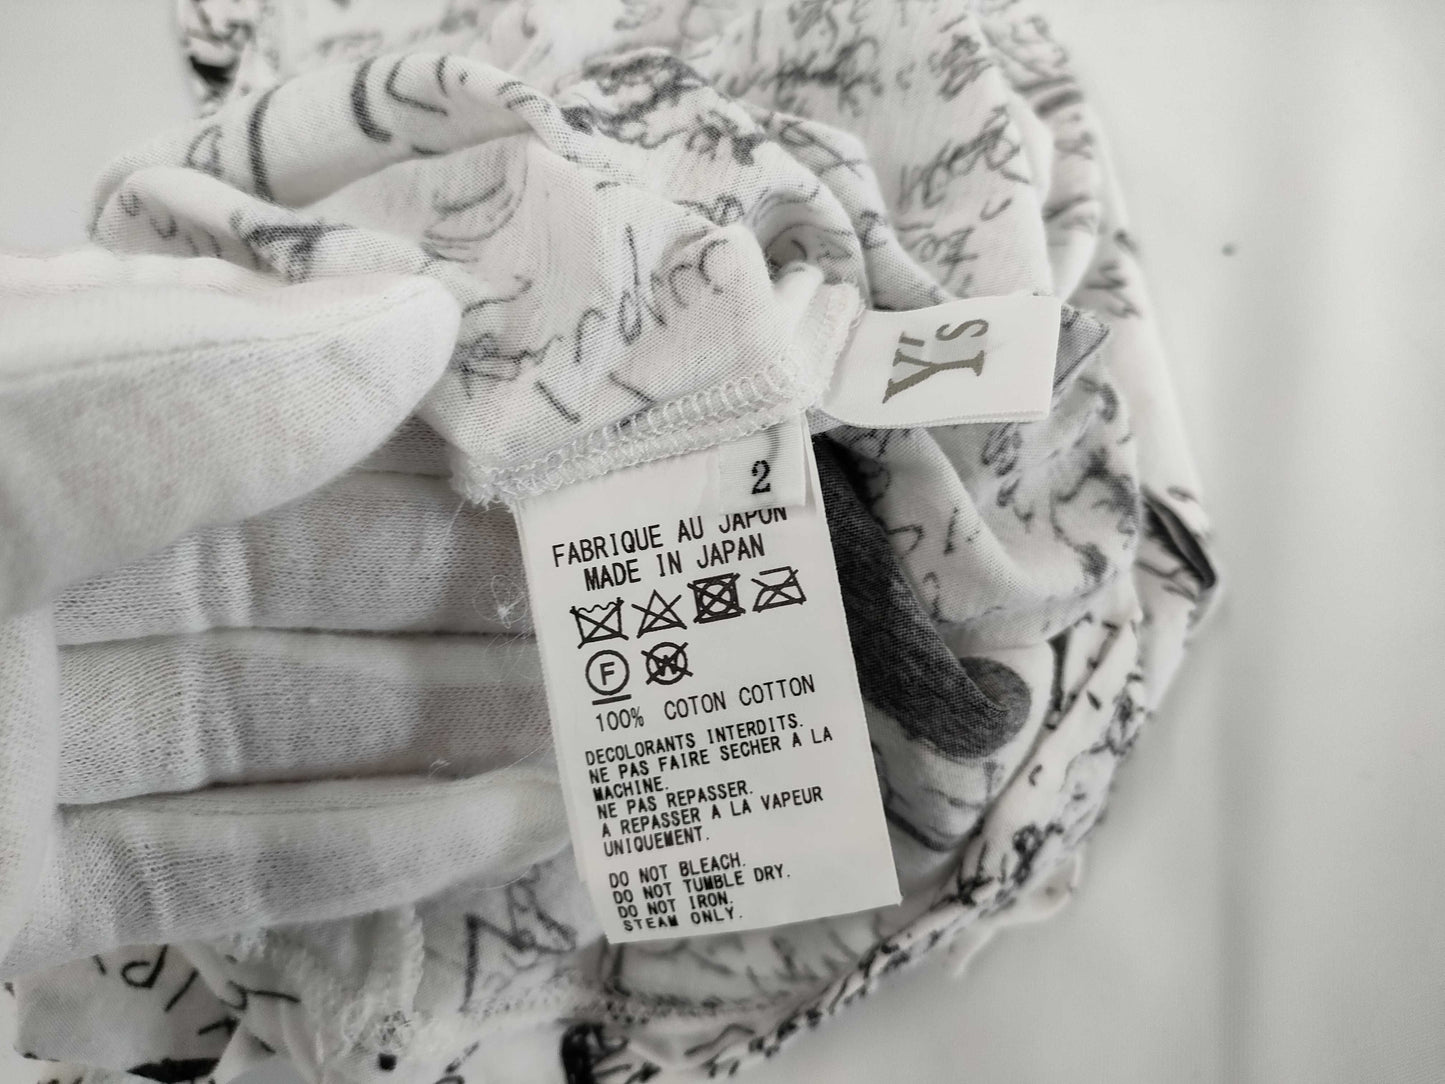 Y's
2
FABRIQUE AU JAPON
MADE IN JAPAN
F
W
100% COTON COTTON
DECOLORANTS INTERDITS.
NE PAS FAIRE SECHER A LA
MACHINE.
NE PAS REPASSER.
A REPASSER A LA VAPEUR
UNIQUEMENT.
DO NOT BLEACH.
DO NOT TUMBLE DRY.
DO NOT IRON.
STEAM ONLY.